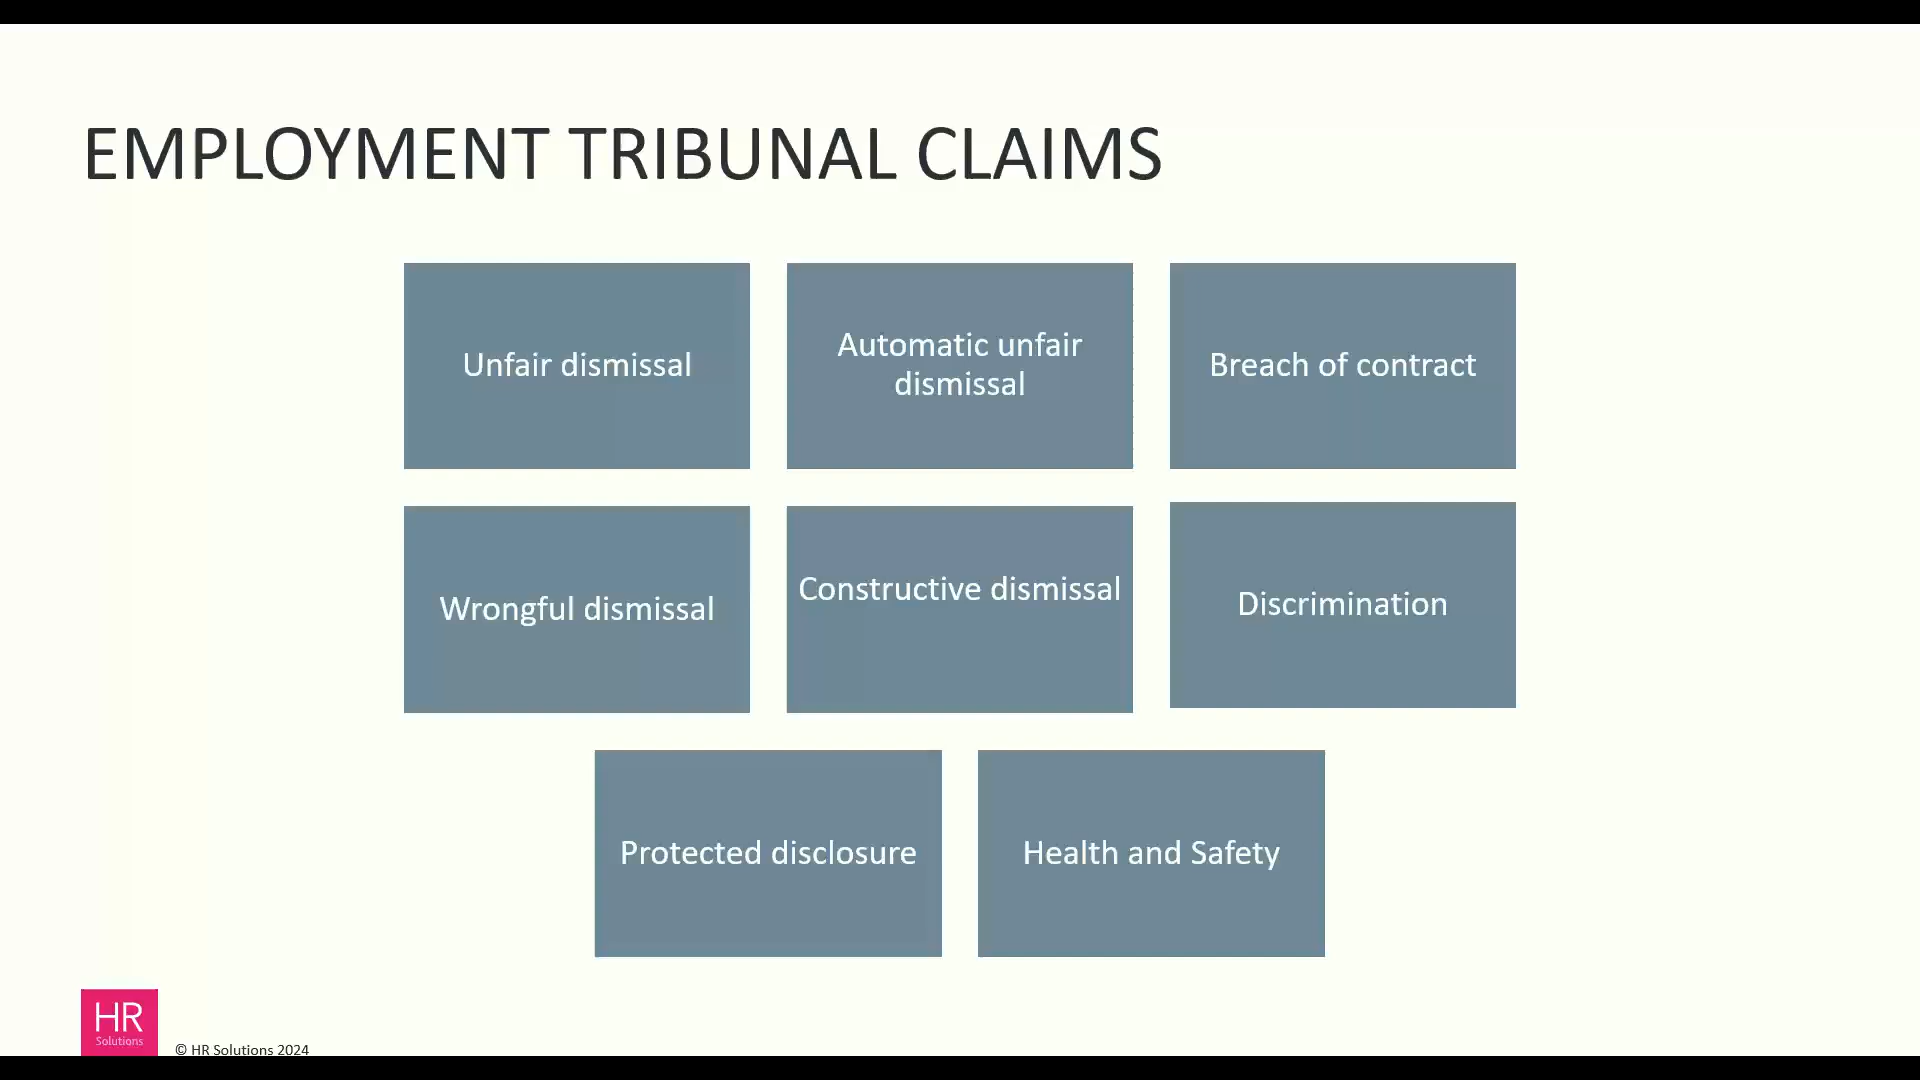 EMPLOYMENT TRIBUNAL CLAIMS
Unfair dismissal
Automatic unfair
dismissal
Breach of contract
Wrongful dismissal
Constructive dismissal
Discrimination
Protected disclosure
Health and Safety
HR
Solutions
© HR Solutions 2024